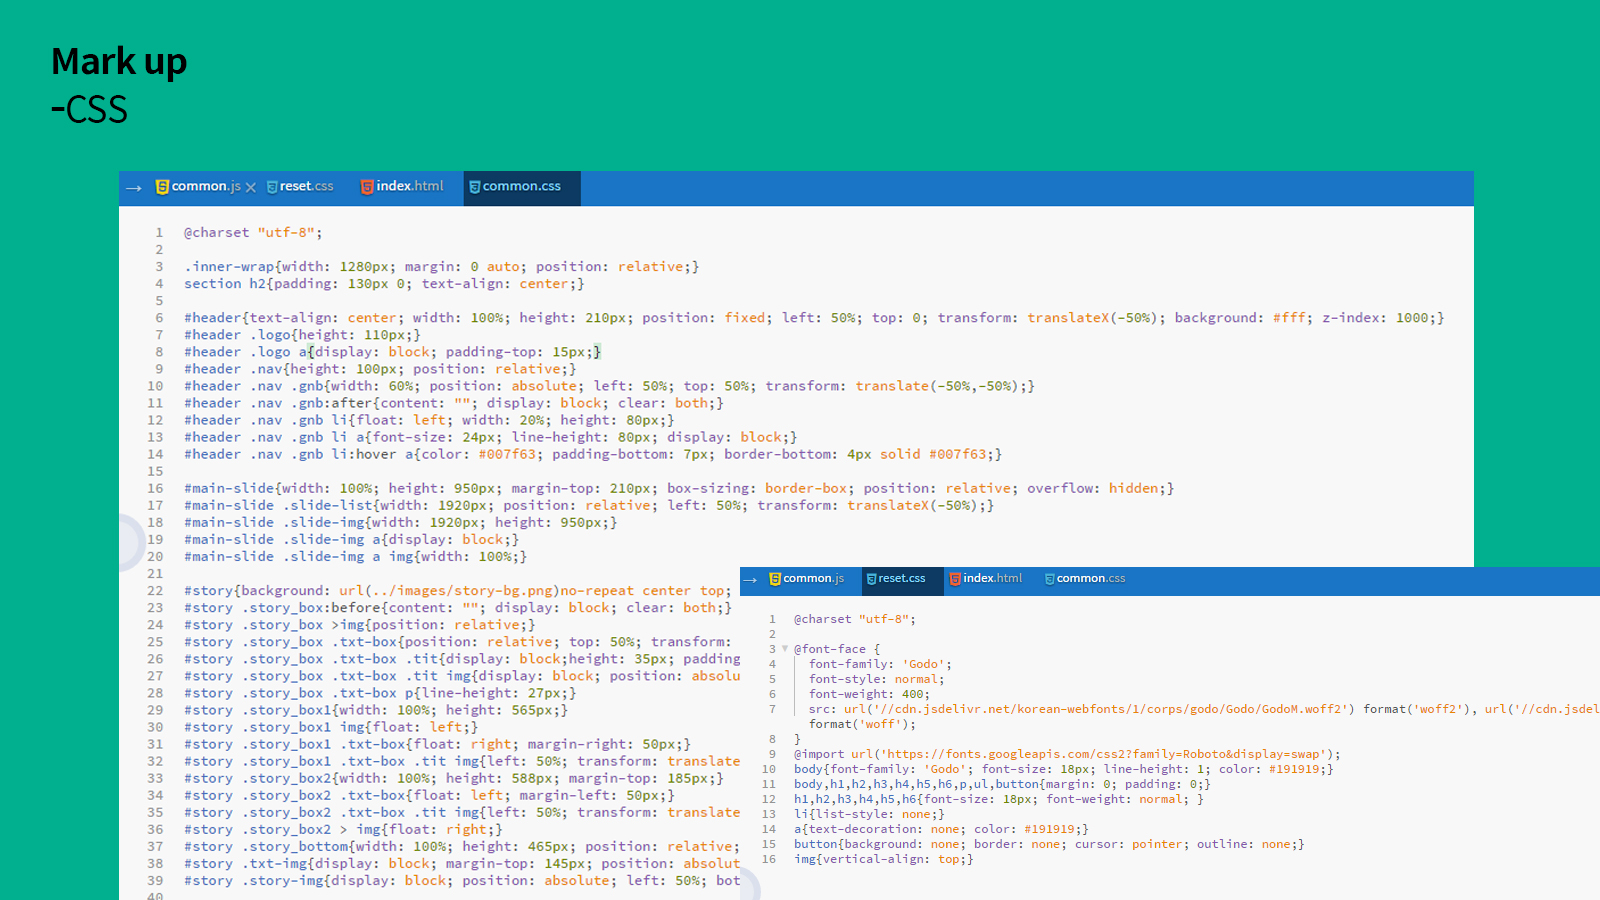 Mark up
-CSS
→ common.js × reset.css index.html common.css
1 @charset "utf-8";
2
3 .inner-wrap{width: 1280px; margin: 0 auto; position: relative;}
4 section h2{padding: 130px 0; text-align: center;}
5
6 #header{text-align: center; width: 100%; height: 210px; position: fixed; left: 50%; top: 0; transform: translateX(-50%); background: #fff; z-index: 1000;}
7 #header .logo{height: 110px;}
8 #header .logo a{display: block; padding-top: 15px;}
9 #header .nav{height: 100px; position: relative;}
10 #header .nav .gnb{width: 60%; position: absolute; left: 50%; top: 50%; transform: translate(-50%,-50%);}
11 #header .nav .gnb:after{content: ""; display: block; clear: both;}
12 #header .nav .gnb li{float: left; width: 20%; height: 80px;}
13 #header .nav .gnb li a{font-size: 24px; line-height: 80px; display: block;}
14 #header .nav .gnb li:hover a{color: #007f63; padding-bottom: 7px; border-bottom: 4px solid #007f63;}
15
16 #main-slide{width: 100%; height: 950px; margin-top: 210px; box-sizing: border-box; position: relative; overflow: hidden;}
17 #main-slide .slide-list{width: 1920px; position: relative; left: 50%; transform: translateX(-50%);}
18 #main-slide .slide-img{width: 1920px; height: 950px;}
19 #main-slide .slide-img a{display: block;}
20 #main-slide .slide-img a img{width: 100%;}
21
22 #story{background: url(../images/story-bg.png)no-repeat center top;
23 #story .story_box:before{content: ""; display: block; clear: both;}
24 #story .story_box >img{position: relative;}
25 #story .story_box .txt-box{position: relative; top: 50%; transform:
26 #story .story_box .txt-box .tit{display: block;height: 35px; padding
27 #story .story_box .txt-box .tit img{display: block; position: absolu
28 #story .story_box .txt-box p{line-height: 27px;}
29 #story .story_box1{width: 100%; height: 565px;}
30 #story .story_box1 img{float: left;}
31 #story .story_box1 .txt-box{float: right; margin-right: 50px;}
32 #story .story_box1 .txt-box .tit img{left: 50%; transform: translate
33 #story .story_box2{width: 100%; height: 588px; margin-top: 185px;}
34 #story .story_box2 .txt-box{float: left; margin-left: 50px;}
35 #story .story_box2 .txt-box .tit img{left: 50%; transform: translate
36 #story .story_box2 > img{float: right;}
37 #story .story_bottom{width: 100%; height: 465px; position: relative;
38 #story .txt-img{display: block; margin-top: 145px; position: absolut
39 #story .story-img{display: block; position: absolute; left: 50%; bot
40
→ common.js reset.css index.html common.css
1 @charset "utf-8";
2
3 @font-face {
4 font-family: 'Godo';
5 font-style: normal;
6 font-weight: 400;
7 src: url('//cdn.jsdelivr.net/korean-webfonts/1/corps/godo/Godo/GodoM.woff2') format('woff2'), url('//cdn.jsdel
format('woff');
8 }
9 @import url('https://fonts.googleapis.com/css2?family=Roboto&display=swap');
10 body{font-family: 'Godo'; font-size: 18px; line-height: 1; color: #191919;}
11 body,h1,h2,h3,h4,h5,h6,p,ul,button{margin: 0; padding: 0;}
12 h1,h2,h3,h4,h5,h6{font-size: 18px; font-weight: normal; }
13 li{list-style: none;}
14 a{text-decoration: none; color: #191919;}
15 button{background: none; border: none; cursor: pointer; outline: none;}
16 img{vertical-align: top;}